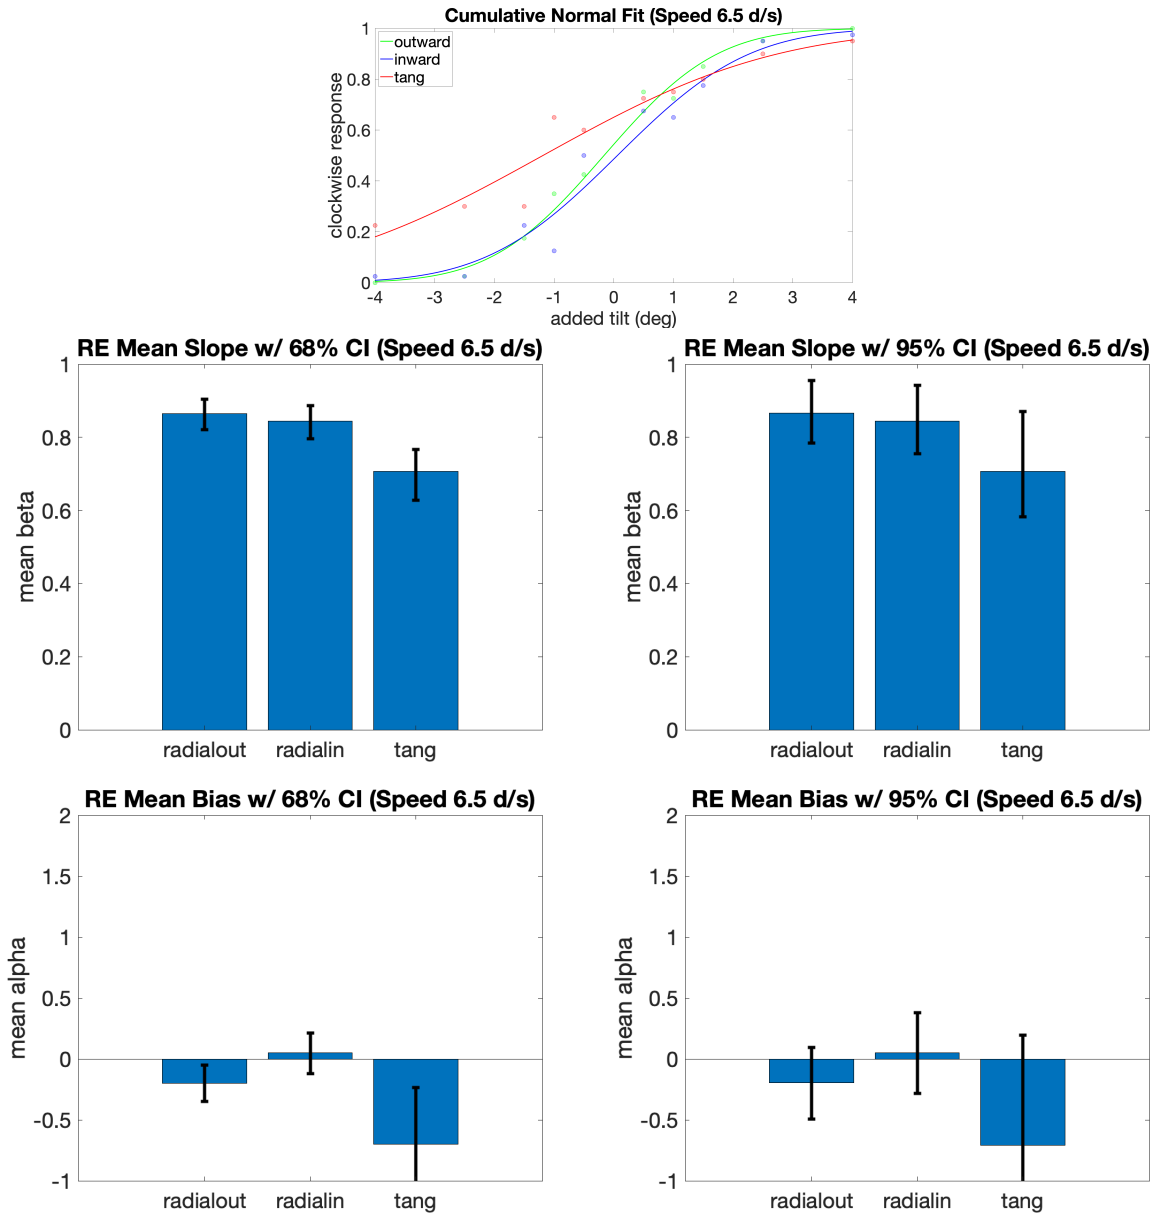 Cumulative Normal Fit (Speed 6.5 d/s)
clockwise response
1
0.8
0.6
0.4
0.2
0
outward
inward
tang
-4 -3 -2 -1 0 1 2 3 4
added tilt (deg)
RE Mean Slope w/ 68% CI (Speed 6.5 d/s)
mean beta
1
0.8
0.6
0.4
0.2
0
radialout radialin tang
RE Mean Slope w/ 95% CI (Speed 6.5 d/s)
mean beta
1
0.8
0.6
0.4
0.2
0
radialout radialin tang
RE Mean Bias w/ 68% CI (Speed 6.5 d/s)
mean alpha
2
1.5
1
0.5
0
-0.5
-1
radialout radialin tang
RE Mean Bias w/ 95% CI (Speed 6.5 d/s)
mean alpha
2
1.5
1
0.5
0
-0.5
-1
radialout radialin tang